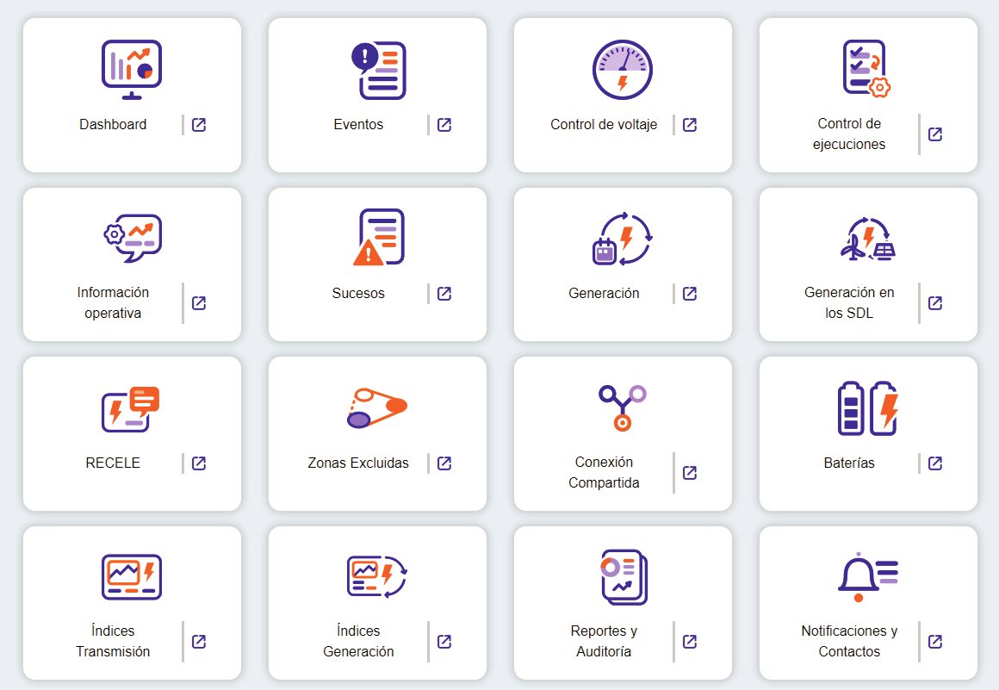 Dashboard
Eventos
Control de voltaje
Control de
ejecuciones
Información
operativa
Sucesos
Generación
Generación en
los SDL
RECELE
Zonas Excluidas
Conexión
Compartida
Baterías
Índices
Transmisión
Índices
Generación
Reportes y
Auditoría
Notificaciones y
Contactos